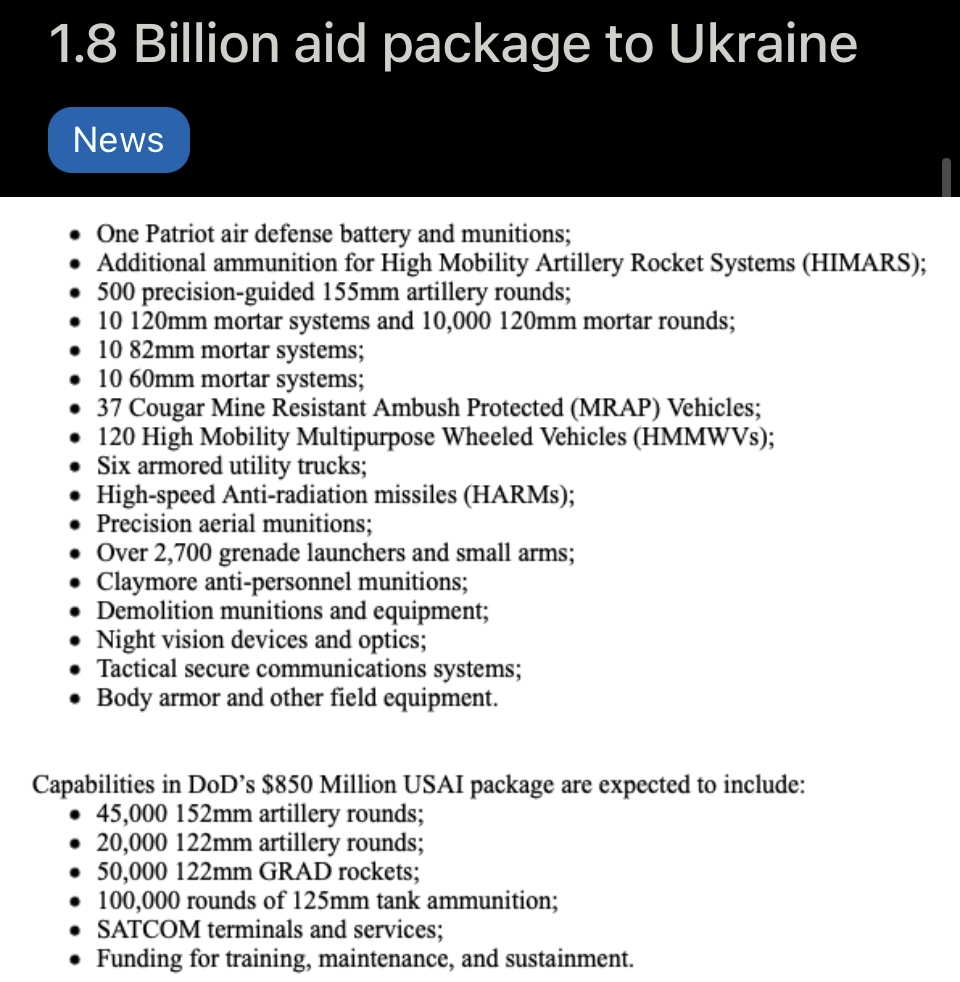 1.8 Billion aid package to Ukraine
News
• One Patriot air defense battery and munitions;
• Additional ammunition for High Mobility Artillery Rocket Systems (HIMARS);
• 500 precision-guided 155mm artillery rounds;
• 10 120mm mortar systems and 10,000 120mm mortar rounds;
• 10 82mm mortar systems;
• 10 60mm mortar systems;
• 37 Cougar Mine Resistant Ambush Protected (MRAP) Vehicles;
• 120 High Mobility Multipurpose Wheeled Vehicles (HMMWVs);
• Six armored utility trucks;
• High-speed Anti-radiation missiles (HARMs);
• Precision aerial munitions;
• Over 2,700 grenade launchers and small arms;
• Claymore anti-personnel munitions;
• Demolition munitions and equipment;
• Night vision devices and optics;
• Tactical secure communications systems;
• Body armor and other field equipment.
Capabilities in DoD’s $850 Million USAI package are expected to include:
• 45,000 152mm artillery rounds;
• 20,000 122mm artillery rounds;
• 50,000 122mm GRAD rockets;
• 100,000 rounds of 125mm tank ammunition;
• SATCOM terminals and services;
• Funding for training, maintenance, and sustainment.